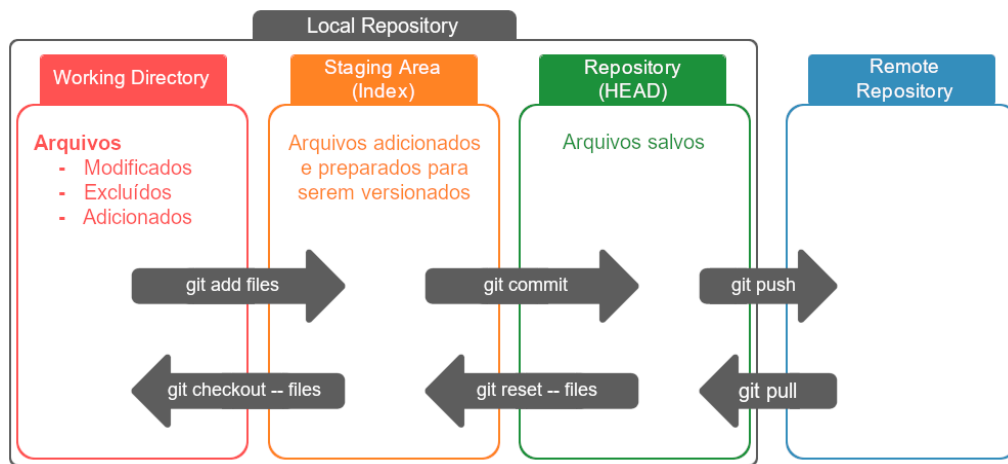 Local Repository
Working Directory
Staging Area
(Index)
Repository
(HEAD)
Remote
Repository
Arquivos
- Modificados
- Excluídos
- Adicionados
Arquivos adicionados
e preparados para
serem versionados
Arquivos salvos
git add files
git commit
git push
git checkout -- files
git reset -- files
git pull